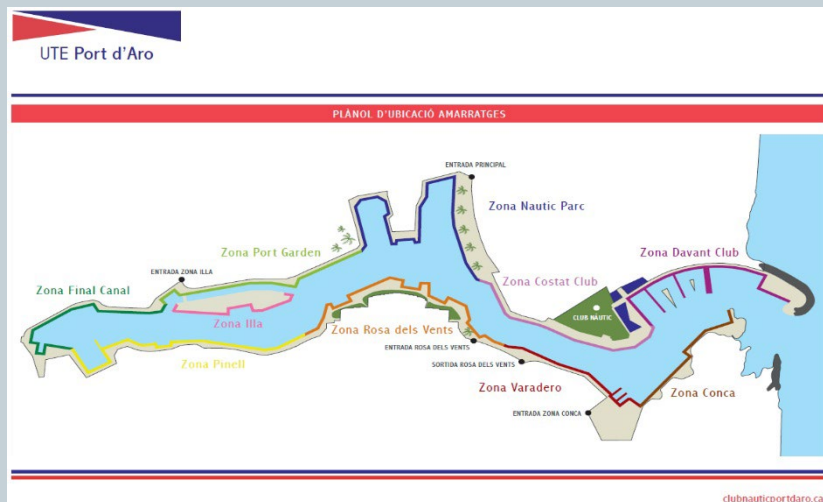 UTE Port d'Aro
PLÀNOL D'UBICACIÓ AMARRATGES
ENTRADA PRINCIPAL
Zona Nautic Parc
Zona Port Garden
Zona Davant Club
ENTRADA ZONA ILLA
Zona Costat Club
Zona Final Canal
CLUB NÀUTIC
Zona Illa
Zona Rosa dels Vents
ENTRADA ROSA DELS VENTS
Zona Pinell
SORTIDA ROSA DELS VENTS
Zona Varadero
Zona Conca
ENTRADA ZONA CONCA
clubnauticportdaro.ca